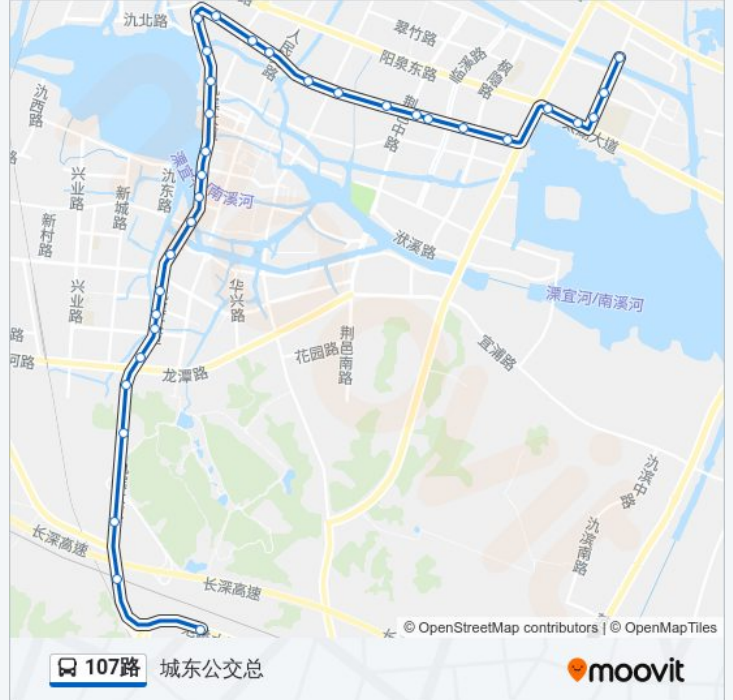 氿北路
翠竹路
人民
路
阳泉东路
临溪路
枫隐路
氿西路
荆邑中路
大道
兴业路
新城路
氿东路
溧宜河/南溪河
新村路
洑溪路
兴业路
华兴路
溧宜河/南溪河
路
河路
龙潭路
花园路
荆邑南路
宜浦路
氿滨中路
氿滨南路
长深高速
长深高速
© OpenStreetMap contributors | © OpenMapTiles
107路 城东公交总
moovit